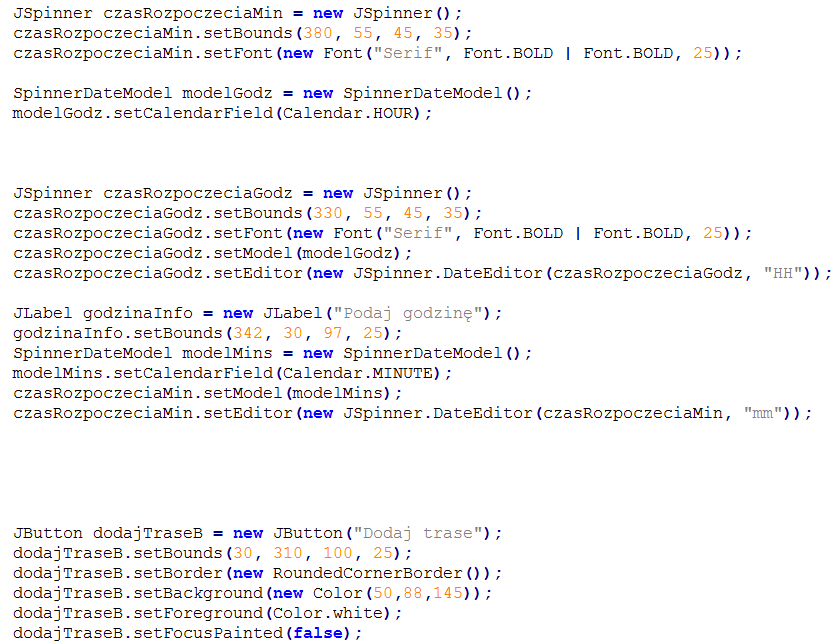 JSpinner czasRozpoczeciaMin = new JSpinner();
czasRozpoczeciaMin.setBounds(380, 55, 45, 35);
czasRozpoczeciaMin.setFont(new Font("Serif", Font.BOLD | Font.BOLD, 25));
SpinnerDateModel modelGodz = new SpinnerDateModel();
modelGodz.setCalendarField(Calendar.HOUR);
JSpinner czasRozpoczeciaGodz = new JSpinner();
czasRozpoczeciaGodz.setBounds(330, 55, 45, 35);
czasRozpoczeciaGodz.setFont(new Font("Serif", Font.BOLD | Font.BOLD, 25));
czasRozpoczeciaGodz.setModel(modelGodz);
czasRozpoczeciaGodz.setEditor(new JSpinner.DateEditor(czasRozpoczeciaGodz, "HH"));
JLabel godzinaInfo = new JLabel("Podaj godzinę");
godzinaInfo.setBounds(342, 30, 97, 25);
SpinnerDateModel modelMins = new SpinnerDateModel();
modelMins.setCalendarField(Calendar.MINUTE);
czasRozpoczeciaMin.setModel(modelMins);
czasRozpoczeciaMin.setEditor(new JSpinner.DateEditor(czasRozpoczeciaMin, "mm"));
JButton dodajTraseB = new JButton("Dodaj trase");
dodajTraseB.setBounds(30, 310, 100, 25);
dodajTraseB.setBorder(new RoundedCornerBorder());
dodajTraseB.setBackground(new Color(50,88,145));
dodajTraseB.setForeground(Color.white);
dodajTraseB.setFocusPainted(false);